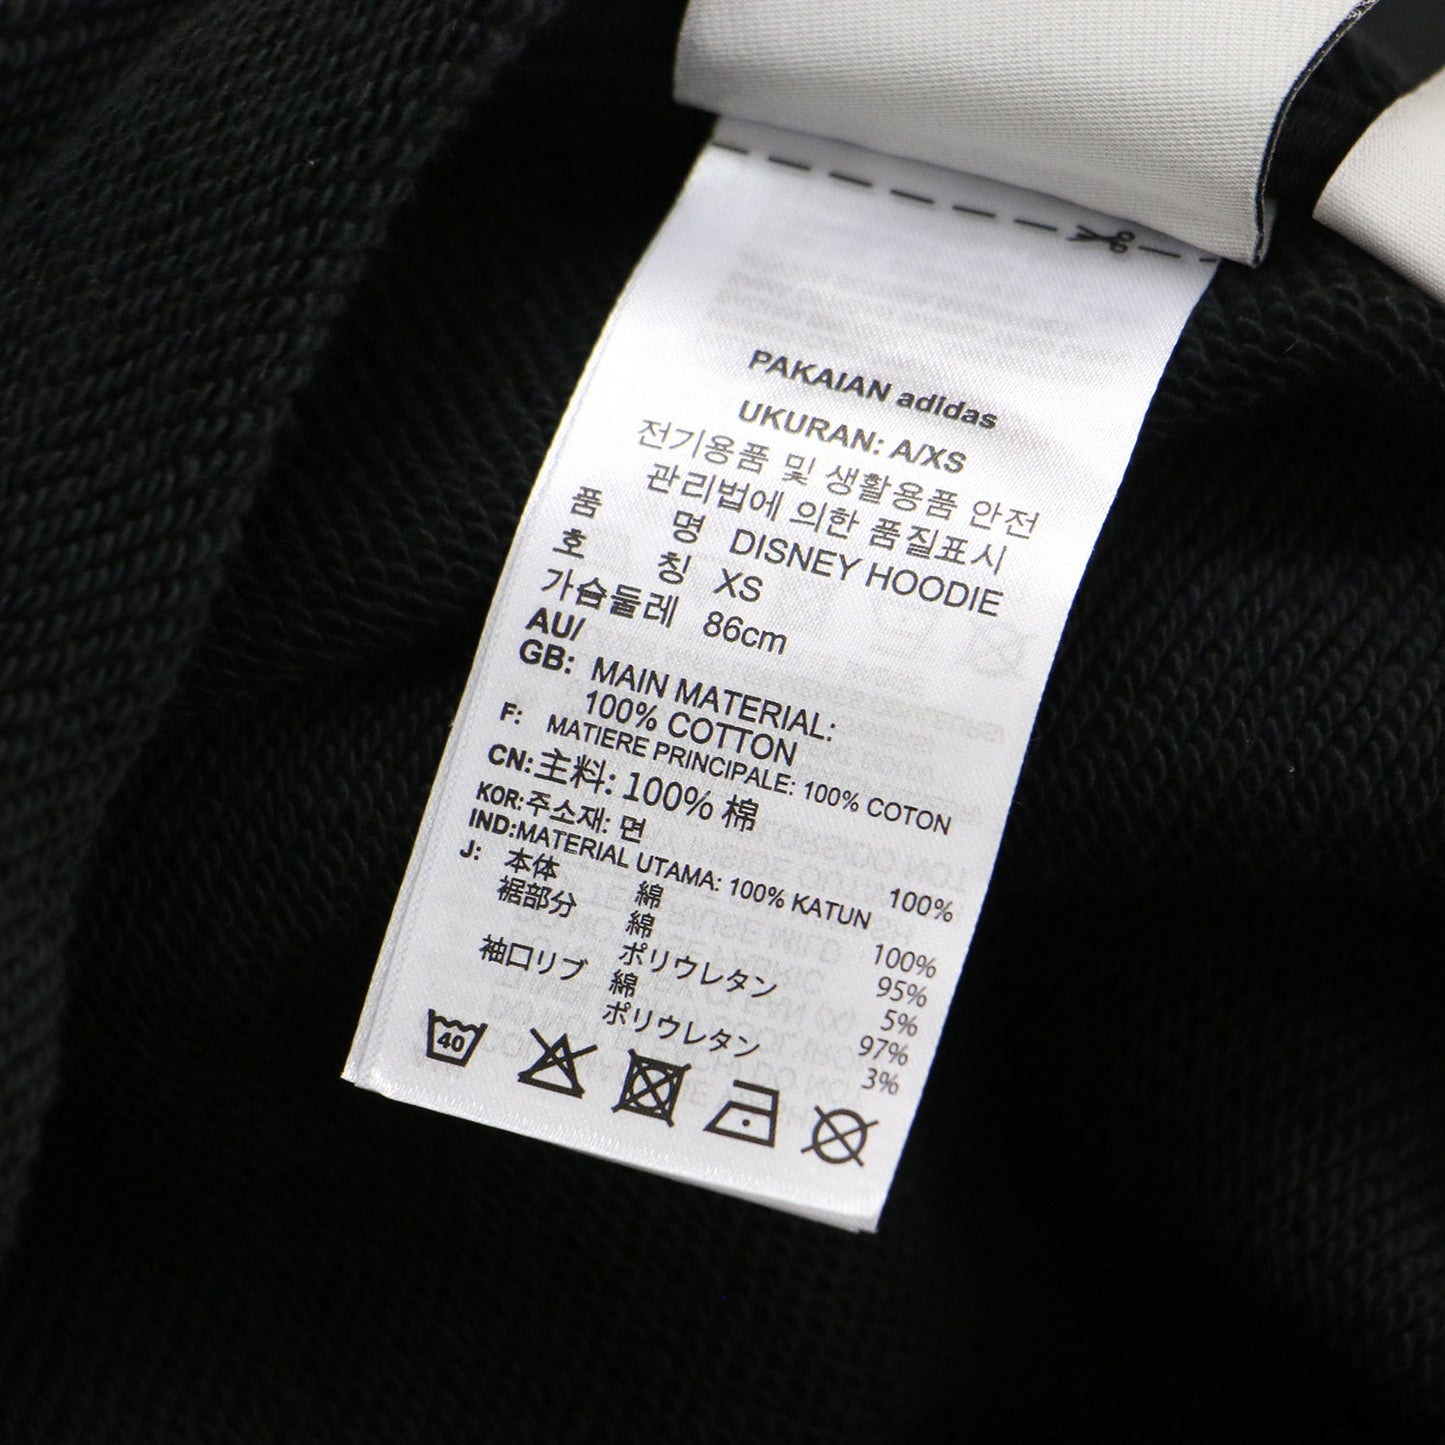 PAKAIAN adidas
UKURAN: A/XS
전기용품 및 생활용품 안전
관리법에 의한 품질표시
품 명 DISNEY HOODIE
호 칭 XS
가슴둘레 86cm
AU/
GB: MAIN MATERIAL:
100% COTTON
F: MATIERE PRINCIPALE: 100% COTON
CN:主料: 100% 棉
KOR:주소재: 면 100%
IND:MATERIAL UTAMA: 100% KATUN
J: 本体 綿 100%
裾部分 綿 95%
ポリウレタン 5%
袖口リブ 綿 97%
ポリウレタン 3%
40